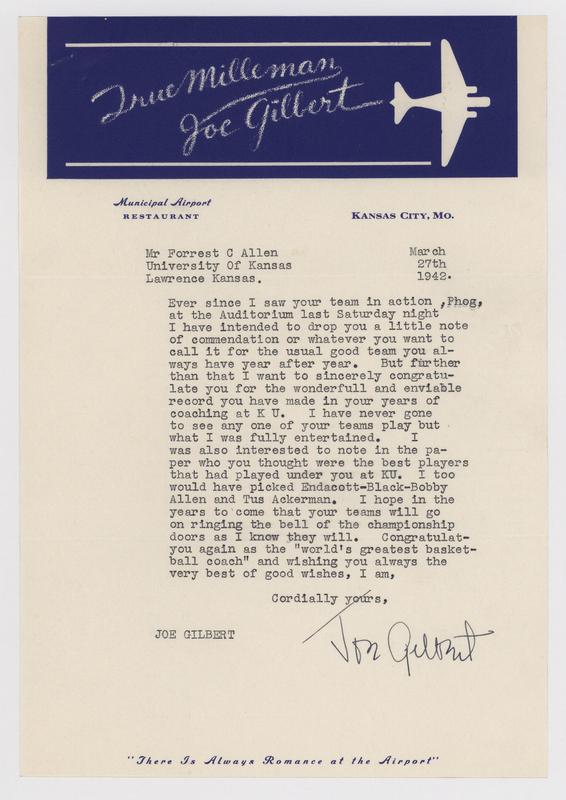 True Milleman
Joe Gilbert
Municipal Airport
RESTAURANT
KANSAS CITY, MO.
Mr Forrest C Allen
University Of Kansas
Lawrence Kansas.
March
27th
1942.
Ever since I saw your team in action ,Phog,
at the Auditorium last Saturday night
I have intended to drop you a little note
of commendation or whatever you want to
call it for the usual good team you al-
ways have year after year. But further
than that I want to sincerely congratu-
late you for the wonderfull and enviable
record you have made in your years of
coaching at K U. I have never gone
to see any one of your teams play but
what I was fully entertained. I
was also interested to note in the pa-
per who you thought were the best players
that had played under you at KU. I too
would have picked Endacott-Black-Bobby
Allen and Tus Ackerman. I hope in the
years to come that your teams will go
on ringing the bell of the championship
doors as I know they will. Congratulat-
you again as the "world's greatest basket-
ball coach" and wishing you always the
very best of good wishes, I am,
Cordially yours,
JOE GILBERT
Joe Gilbert
"There Is Always Romance at the Airport"